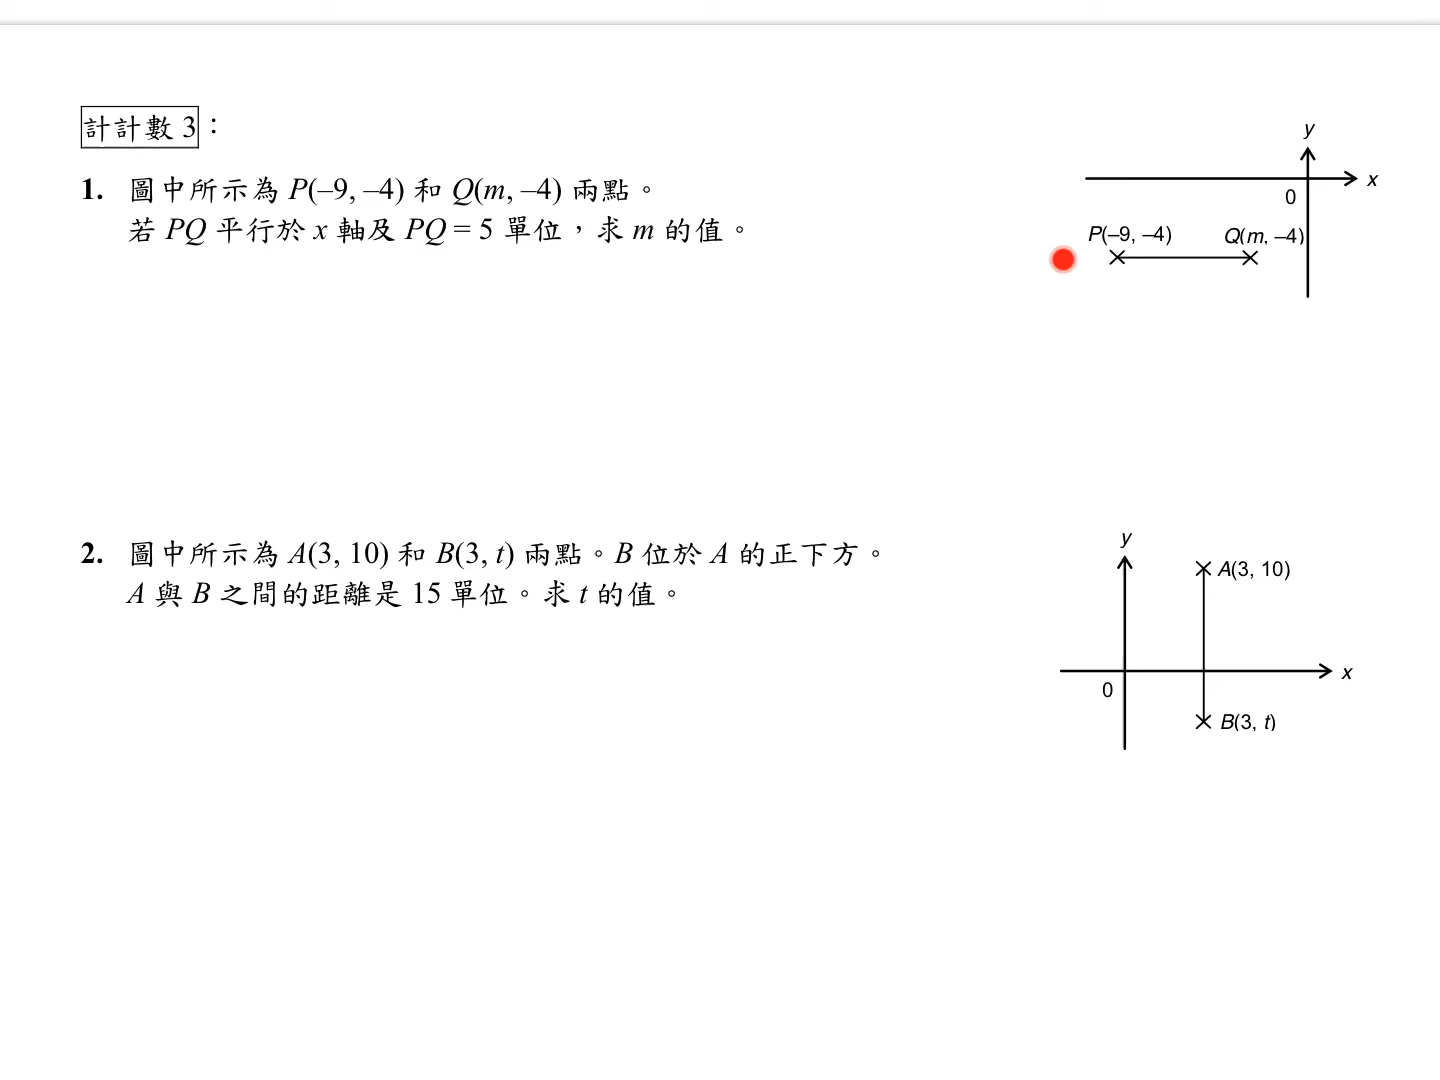 計計數 3：
1. 圖中所示為 P(–9, –4) 和 Q(m, –4) 兩點。
若 PQ 平行於 x 軸及 PQ = 5 單位，求 m 的值。
y
x
0
P(–9, –4)
Q(m, –4)
2. 圖中所示為 A(3, 10) 和 B(3, t) 兩點。B 位於 A 的正下方。
A 與 B 之間的距離是 15 單位。求 t 的值。
y
A(3, 10)
x
0
B(3, t)